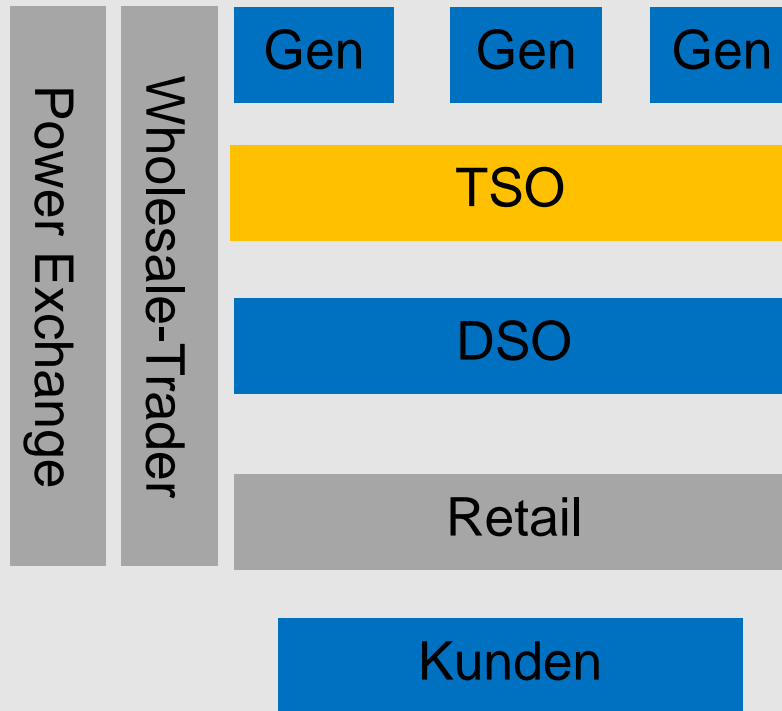 Power Exchange
Wholesale-Trader
Gen
Gen
Gen
TSO
DSO
Retail
Kunden